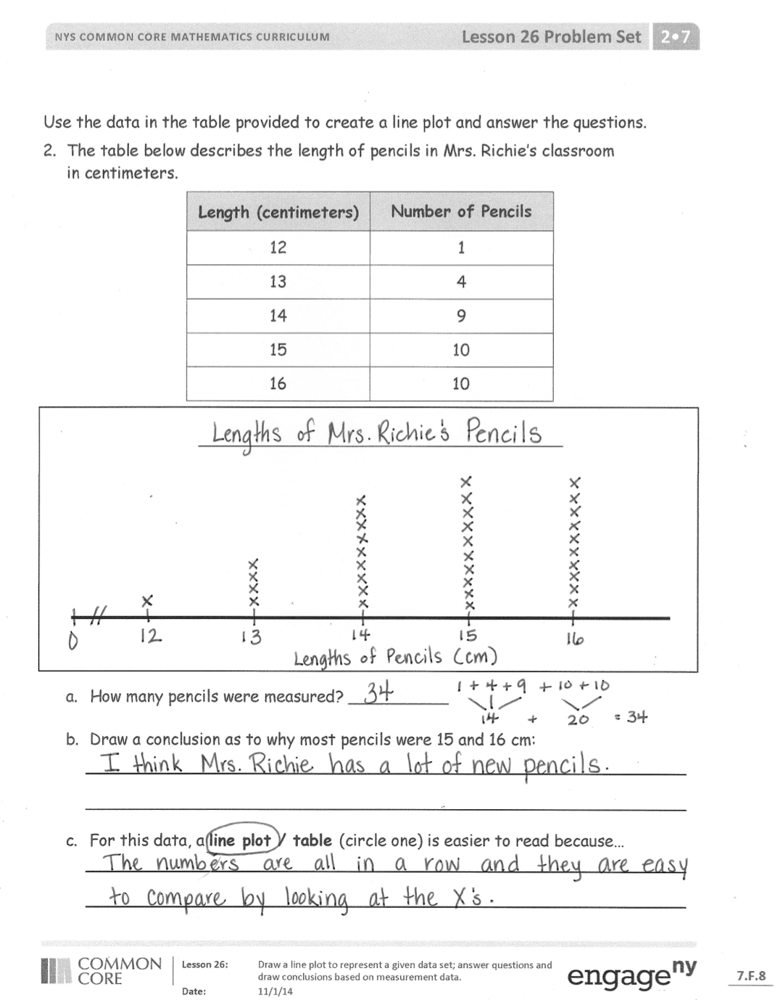 NYS COMMON CORE MATHEMATICS CURRICULUM Lesson 26 Problem Set 2•7
Use the data in the table provided to create a line plot and answer the questions.
2. The table below describes the length of pencils in Mrs. Richie's classroom
in centimeters.
Length (centimeters) Number of Pencils
12 1
13 4
14 9
15 10
16 10
Lengths of Mrs. Richie's Pencils
0 12 13 14 15 16
Lengths of Pencils (cm)
a. How many pencils were measured? 34 1 + 4 + 9 + 10 + 10
14 + 20 = 34
b. Draw a conclusion as to why most pencils were 15 and 16 cm:
I think Mrs. Richie has a lot of new pencils.
c. For this data, a line plot / table (circle one) is easier to read because...
The numbers are all in a row and they are easy
to compare by looking at the X's.
COMMON CORE
Lesson 26: Draw a line plot to represent a given data set; answer questions and
draw conclusions based on measurement data.
Date: 11/1/14
engageny
7.F.8